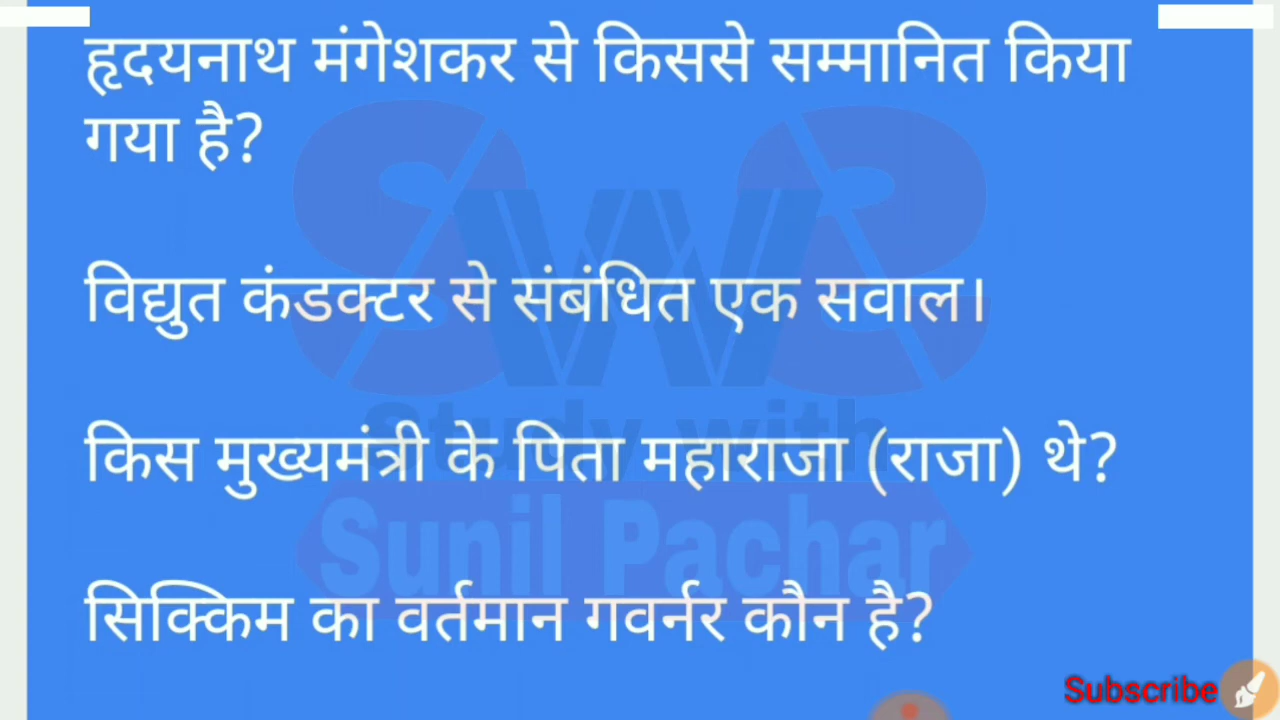 हृदयनाथ मंगेशकर से किससे सम्मानित किया
गया है?
विद्युत कंडक्टर से संबंधित एक सवाल।
किस मुख्यमंत्री के पिता महाराजा (राजा) थे?
Study with
Sunil Pachar
सिक्किम का वर्तमान गवर्नर कौन है?
Subscribe